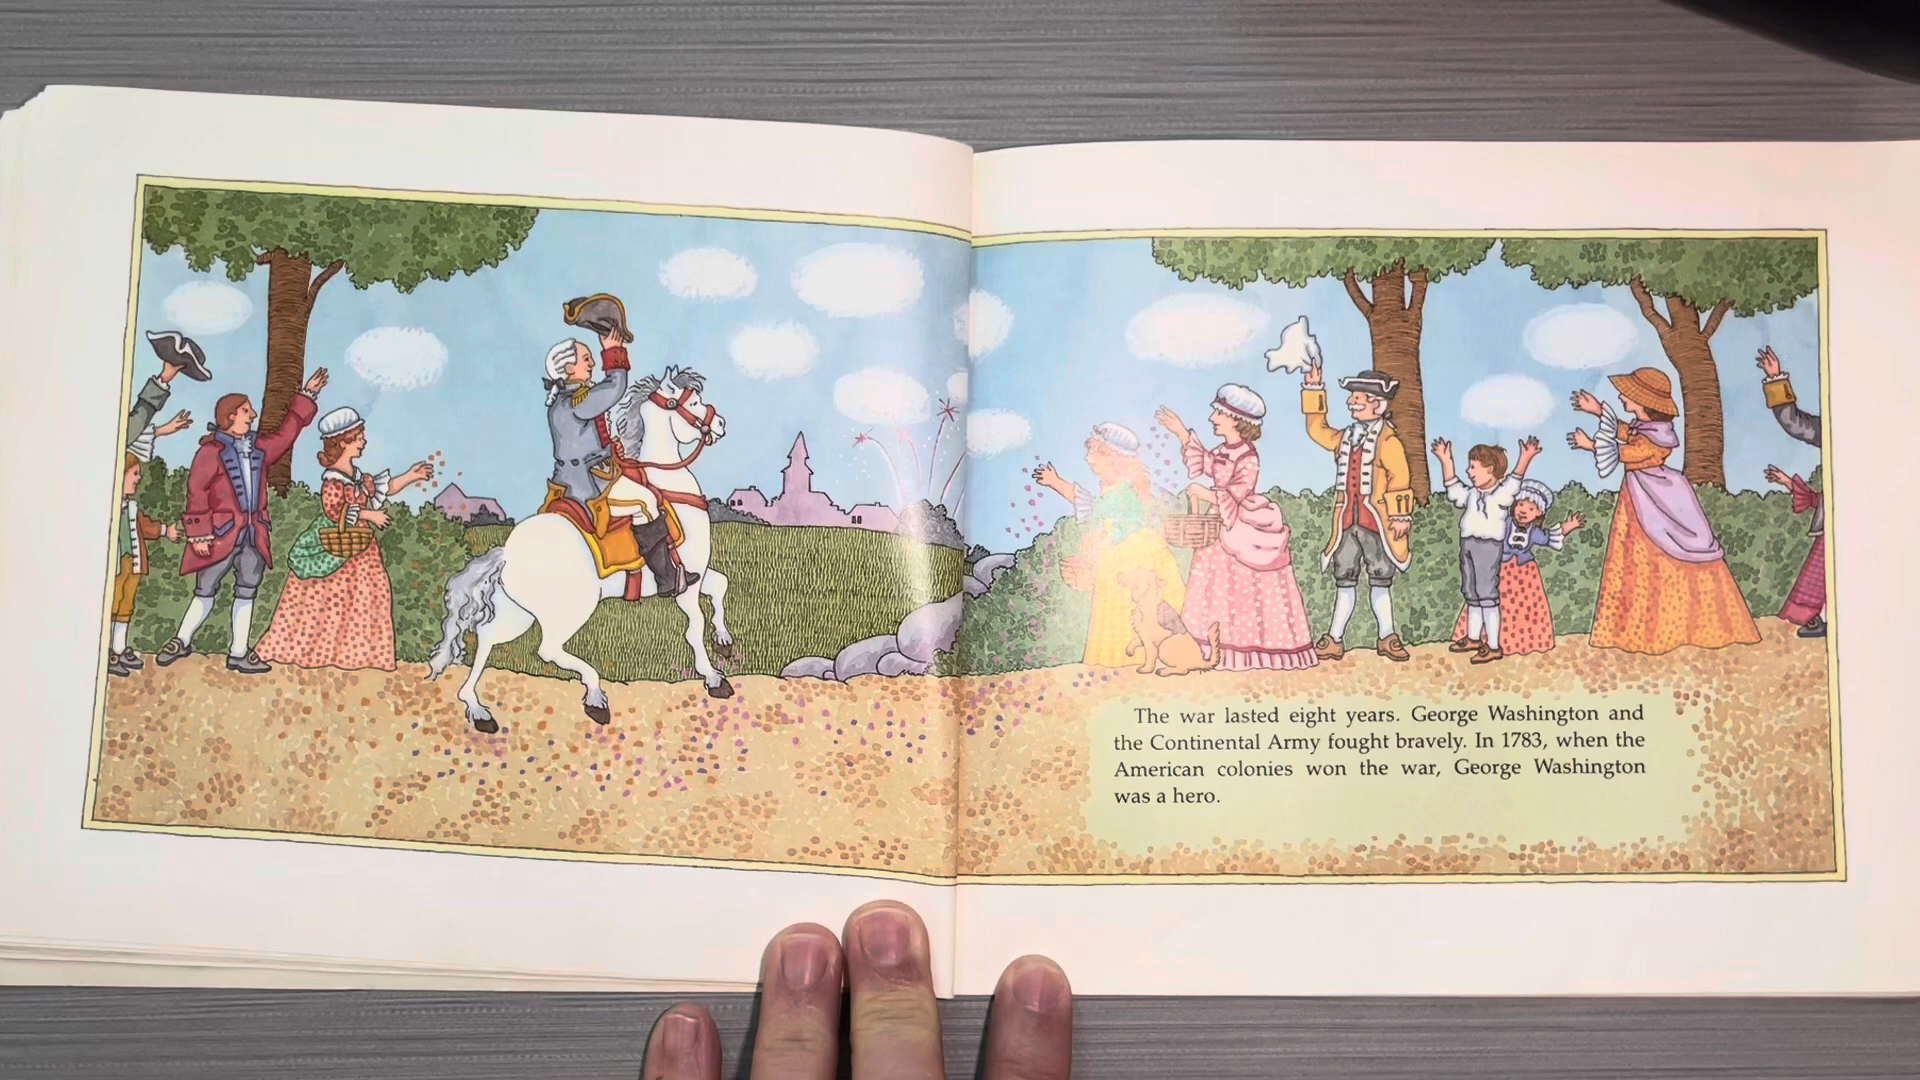 The war lasted eight years. George Washington and
the Continental Army fought bravely. In 1783, when the
American colonies won the war, George Washington
was a hero.